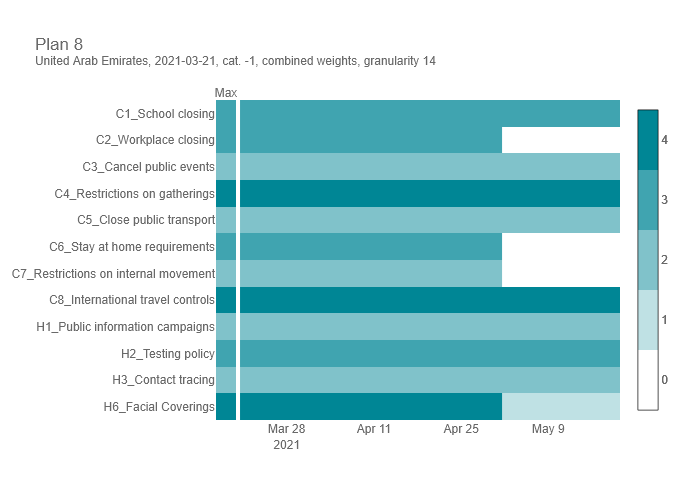 Plan 8
United Arab Emirates, 2021-03-21, cat. -1, combined weights, granularity 14
Max
C1_School closing
C2_Workplace closing
C3_Cancel public events
C4_Restrictions on gatherings
C5_Close public transport
C6_Stay at home requirements
C7_Restrictions on internal movement
C8_International travel controls
H1_Public information campaigns
H2_Testing policy
H3_Contact tracing
H6_Facial Coverings
Mar 28 Apr 11 Apr 25 May 9
2021
4
3
2
1
0